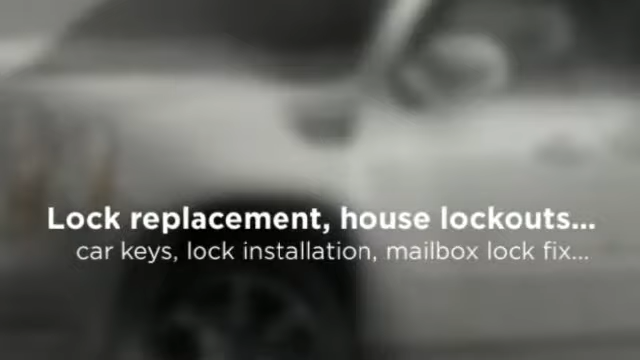 Lock replacement, house lockouts...
car keys, lock installation, mailbox lock fix...